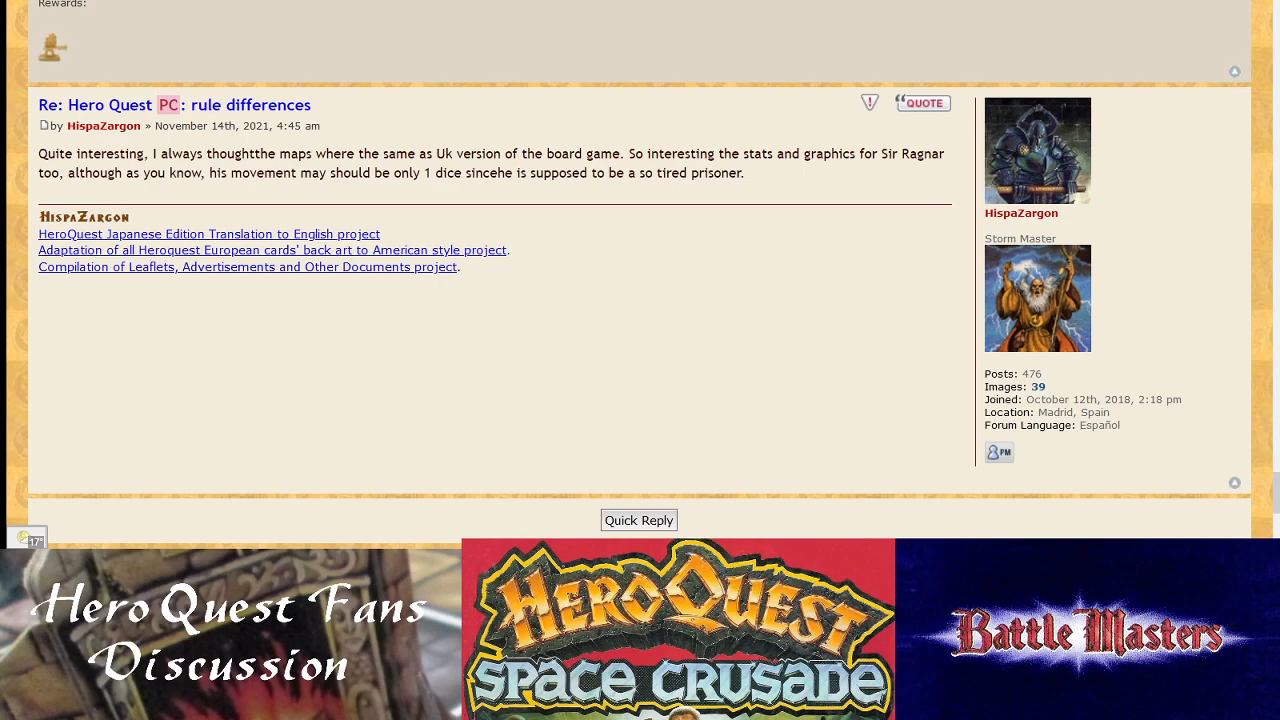 Rewards:
Re: Hero Quest PC: rule differences
QUOTE
by HispaZargon » November 14th, 2021, 4:45 am
Quite interesting, I always thoughtthe maps where the same as Uk version of the board game. So interesting the stats and graphics for Sir Ragnar
too, although as you know, his movement may should be only 1 dice sincehe is supposed to be a so tired prisoner.
HispaZargon
HeroQuest Japanese Edition Translation to English project
Adaptation of all Heroquest European cards' back art to American style project.
Compilation of Leaflets, Advertisements and Other Documents project.
HispaZargon
Storm Master
Posts: 476
Images: 39
Joined: October 12th, 2018, 2:18 pm
Location: Madrid, Spain
Forum Language: Español
PM
Quick Reply
17°
Hero Quest Fans
Discussion
HEROQUEST
SPACE CRUSADE
Battle Masters